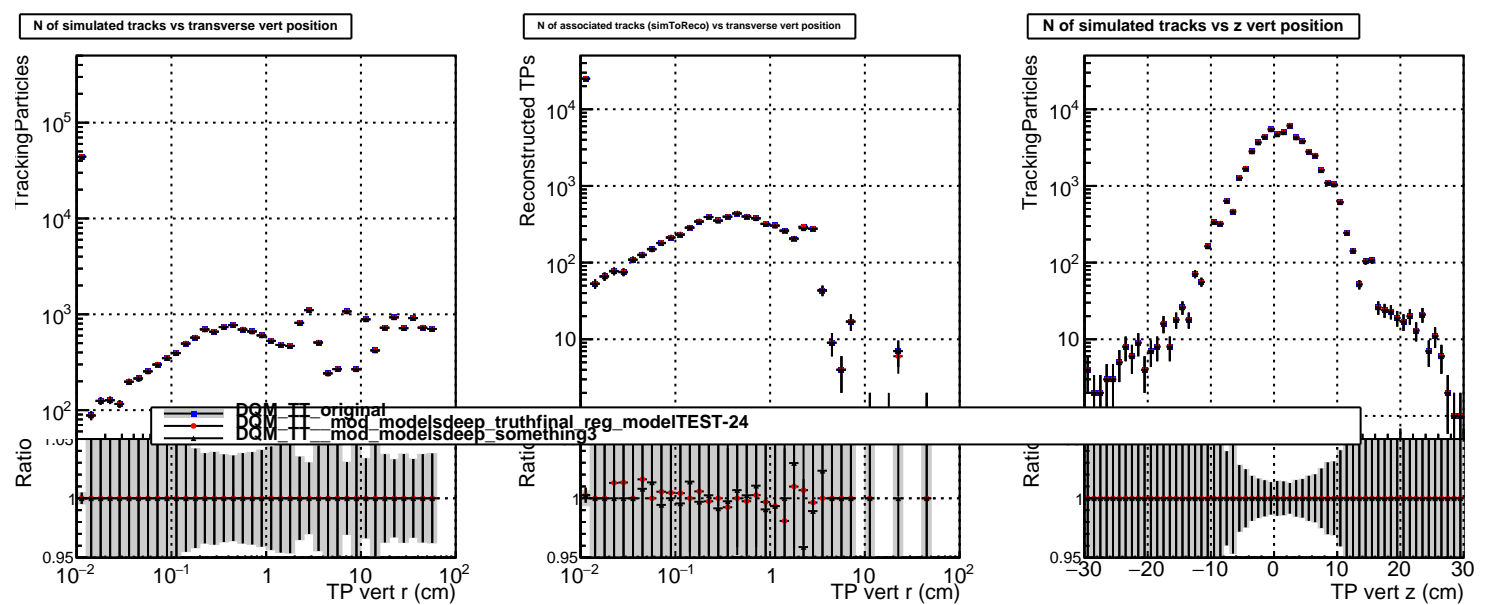 N of simulated tracks vs transverse vert position
N of associated tracks (simToReco) vs transverse vert position
N of simulated tracks vs z vert position
TrackingParticles
10^5
10^4
10^3
10^2
Reconstructed TPs
10^4
10^3
10^2
10
TrackingParticles
10^4
10^3
10^2
10
DQM_TT_original
DQM_TT__mod_modelsdeep_truthfinal_reg_modelTEST-24
DQM_TT__mod_modelsdeep_something3
Ratio
1
0.95
10^−2 10^−1 1 10 10^2
TP vert r (cm)
1
0.95
10^−2 10^−1 1 10 10^2
TP vert r (cm)
1
0.95
−30 −20 −10 0 10 20 30
TP vert z (cm)